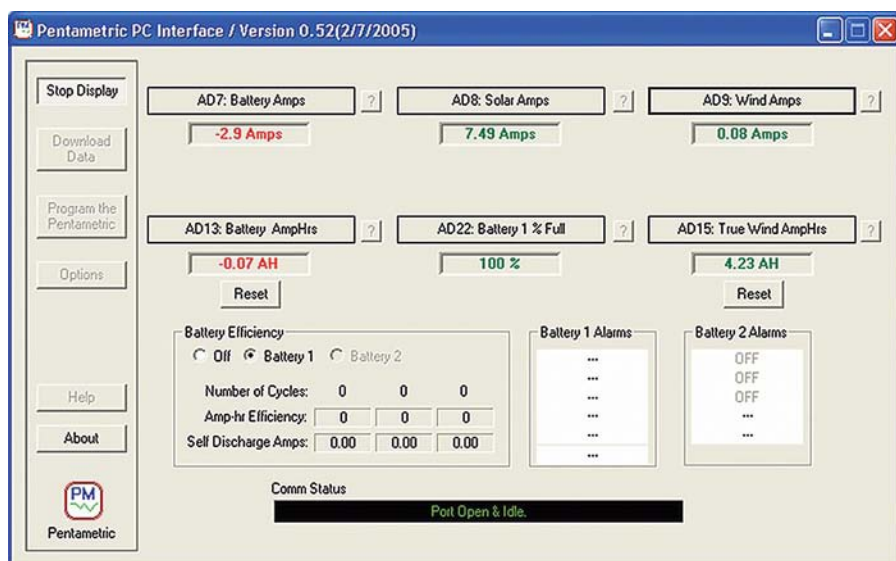 Pentametric PC Interface / Version 0.52(2/7/2005)
Stop Display
AD7: Battery Amps ?
AD8: Solar Amps ?
AD9: Wind Amps ?
-2.9 Amps
7.49 Amps
0.08 Amps
Download
Data
Program the
Pentametric
AD13: Battery AmpHrs ?
AD22: Battery 1 % Full ?
AD15: True Wind AmpHrs ?
-0.07 AH
100 %
4.23 AH
Options
Reset
Reset
Battery Efficiency
Off Battery 1 Battery 2
Number of Cycles: 0 0 0
Amp-hr Efficiency: 0 0 0
Self Discharge Amps: 0.00 0.00 0.00
Battery 1 Alarms
---
---
---
---
---
---
Battery 2 Alarms
OFF
OFF
OFF
---
---
Help
About
PM
Pentametric
Comm Status
Port Open & Idle.